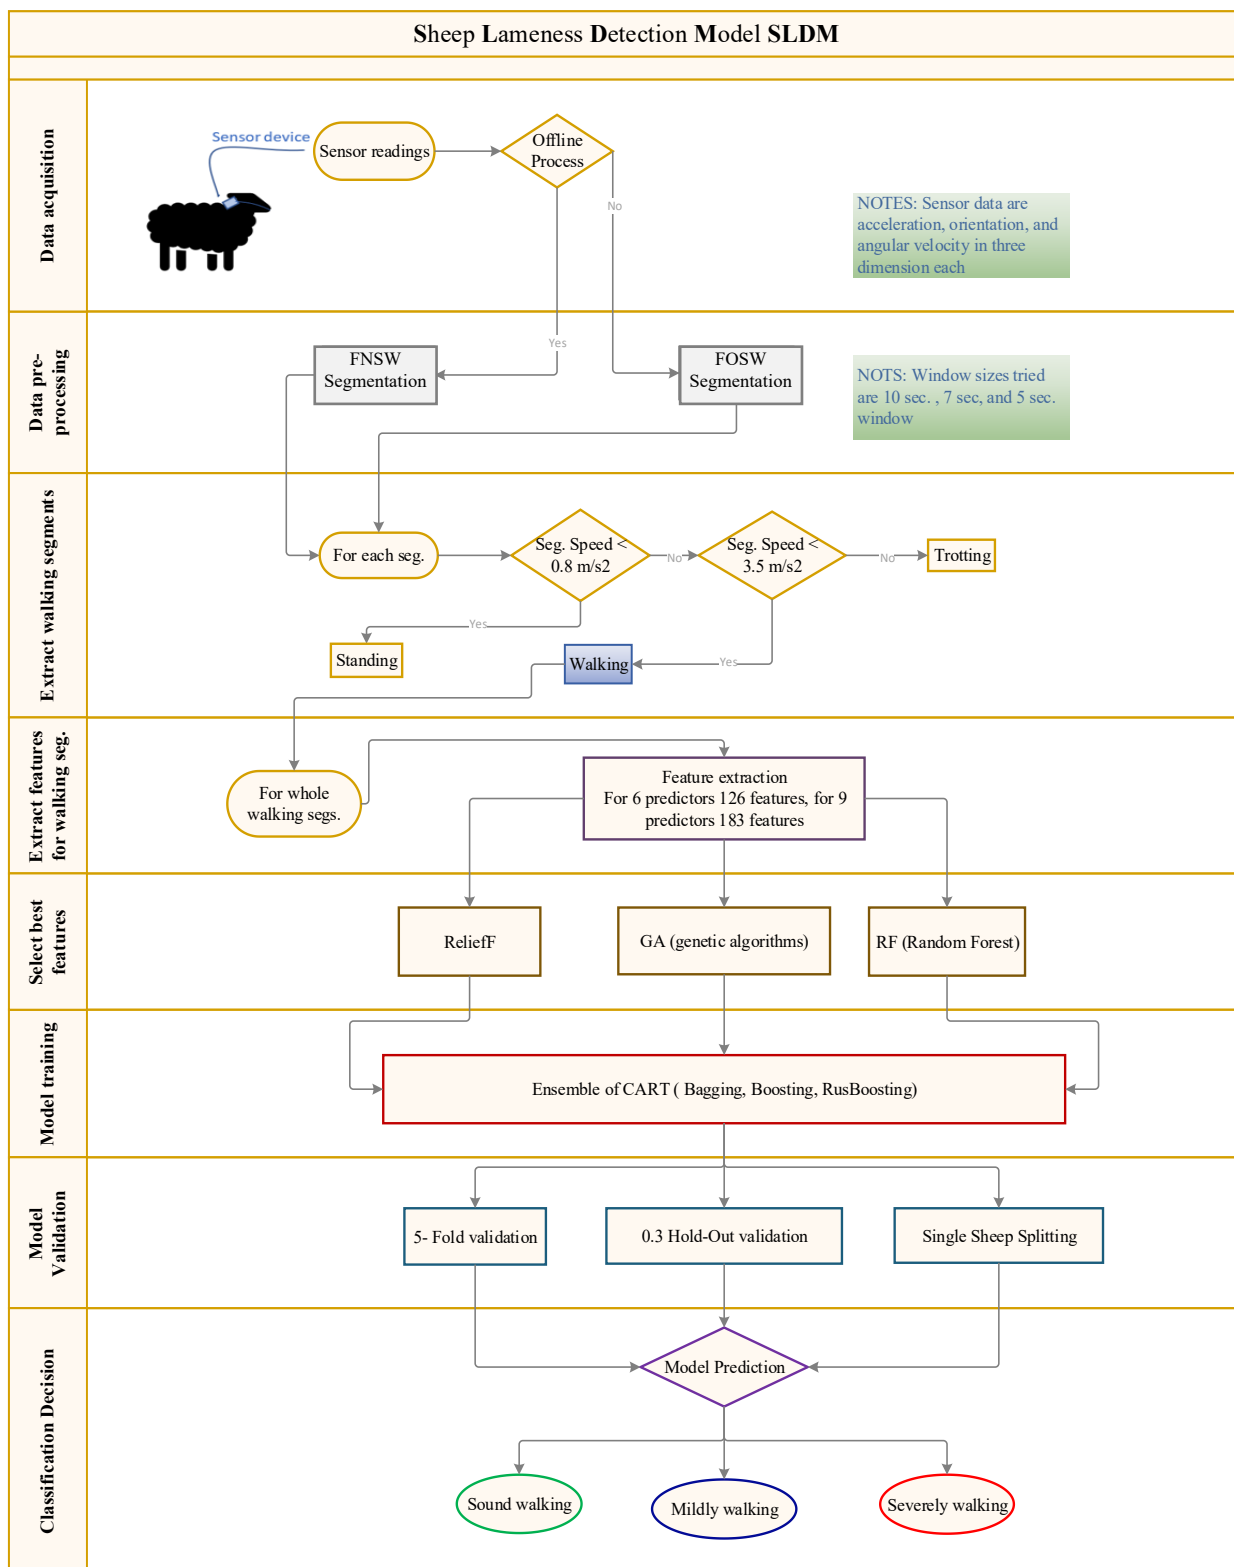 Sheep Lameness Detection Model SLDM
Data acquisition
Sensor device
Sensor readings
Offline
Process
No
Yes
NOTES: Sensor data are
acceleration, orientation, and
angular velocity in three
dimension each
Data pre-
processing
FNSW
Segmentation
FOSW
Segmentation
NOTS: Window sizes tried
are 10 sec. , 7 sec, and 5 sec.
window
Extract walking segments
For each seg.
Seg. Speed <
0.8 m/s2
No
Seg. Speed <
3.5 m/s2
No
Trotting
Yes
Standing
Walking
Yes
Extract features
for walking seg.
For whole
walking segs.
Feature extraction
For 6 predictors 126 features, for 9
predictors 183 features
Select best
features
ReliefF
GA (genetic algorithms)
RF (Random Forest)
Model training
Ensemble of CART ( Bagging, Boosting, RusBoosting)
Model
Validation
5- Fold validation
0.3 Hold-Out validation
Single Sheep Splitting
Classification Decision
Model Prediction
Sound walking
Mildly walking
Severely walking